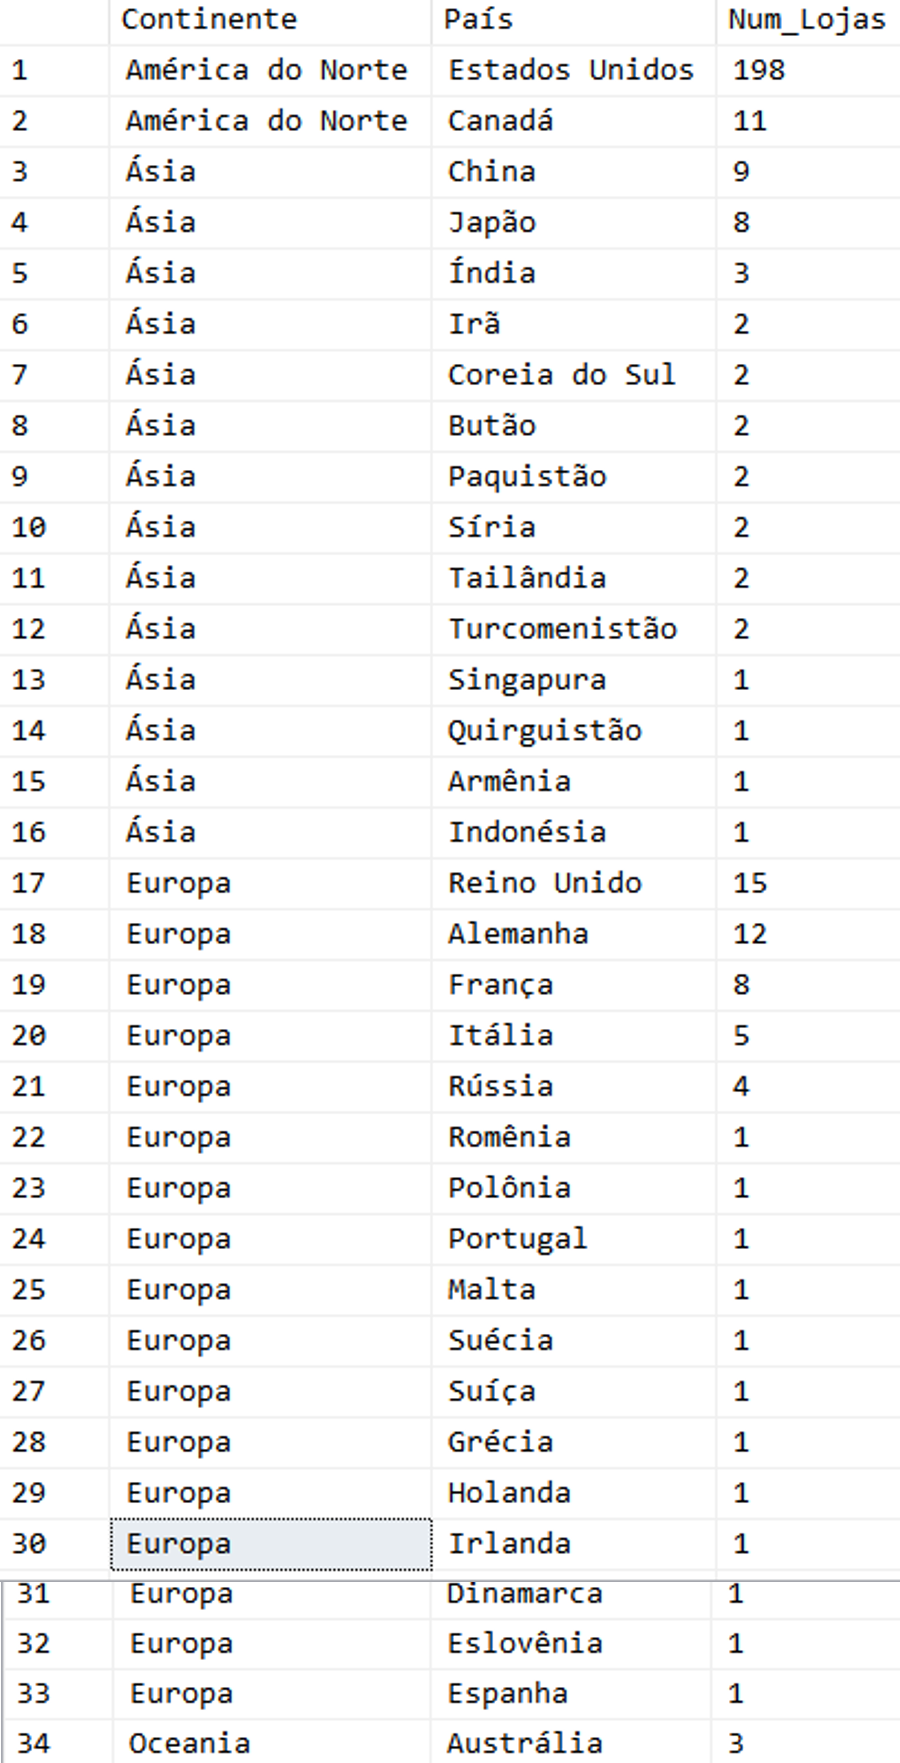 Continente País Num_Lojas
1 América do Norte Estados Unidos 198
2 América do Norte Canadá 11
3 Ásia China 9
4 Ásia Japão 8
5 Ásia Índia 3
6 Ásia Irã 2
7 Ásia Coreia do Sul 2
8 Ásia Butão 2
9 Ásia Paquistão 2
10 Ásia Síria 2
11 Ásia Tailândia 2
12 Ásia Turcomenistão 2
13 Ásia Singapura 1
14 Ásia Quirguistão 1
15 Ásia Armênia 1
16 Ásia Indonésia 1
17 Europa Reino Unido 15
18 Europa Alemanha 12
19 Europa França 8
20 Europa Itália 5
21 Europa Rússia 4
22 Europa Romênia 1
23 Europa Polônia 1
24 Europa Portugal 1
25 Europa Malta 1
26 Europa Suécia 1
27 Europa Suíça 1
28 Europa Grécia 1
29 Europa Holanda 1
30 Europa Irlanda 1
31 Europa Dinamarca 1
32 Europa Eslovênia 1
33 Europa Espanha 1
34 Oceania Austrália 3